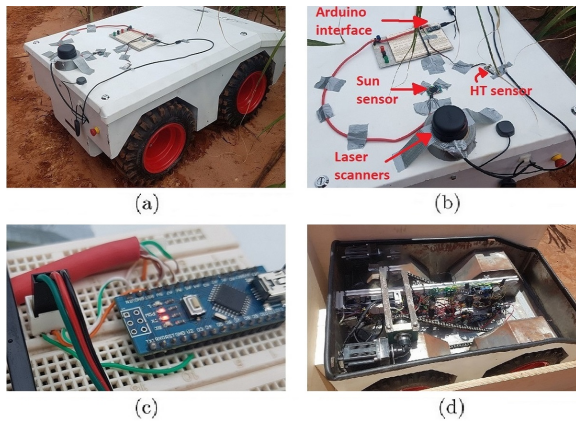 Arduino
interface
Sun
sensor
HT sensor
Laser
scanners
(a)
(b)
(c)
(d)